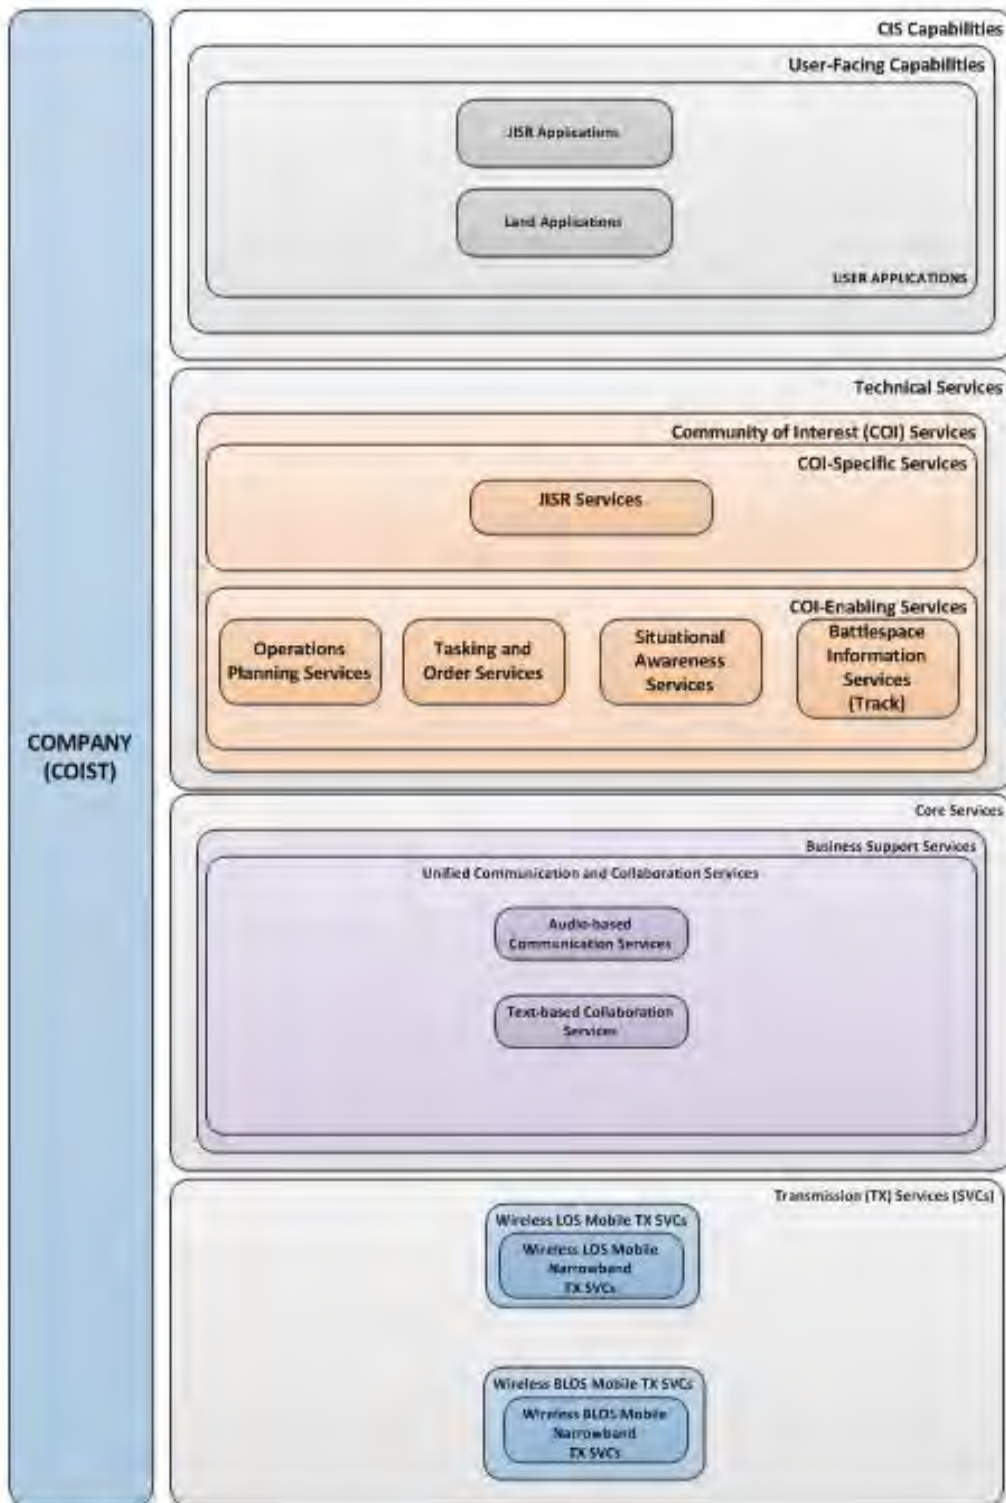 COMPANY
(COIST)
CIS Capabilities
User-Facing Capabilities
JISR Applications
Land Applications
USER APPLICATIONS
Technical Services
Community of Interest (COI) Services
COI-Specific Services
JISR Services
COI-Enabling Services
Operations
Planning Services
Tasking and
Order Services
Situational
Awareness
Services
Battlespace
Information
Services
(Track)
Core Services
Business Support Services
Unified Communication and Collaboration Services
Audio-based
Communication Services
Text-based Collaboration
Services
Transmission (TX) Services (SVCs)
Wireless LOS Mobile TX SVCs
Wireless LOS Mobile
Narrowband
TX SVCs
Wireless BLOS Mobile TX SVCs
Wireless BLOS Mobile
Narrowband
TX SVCs